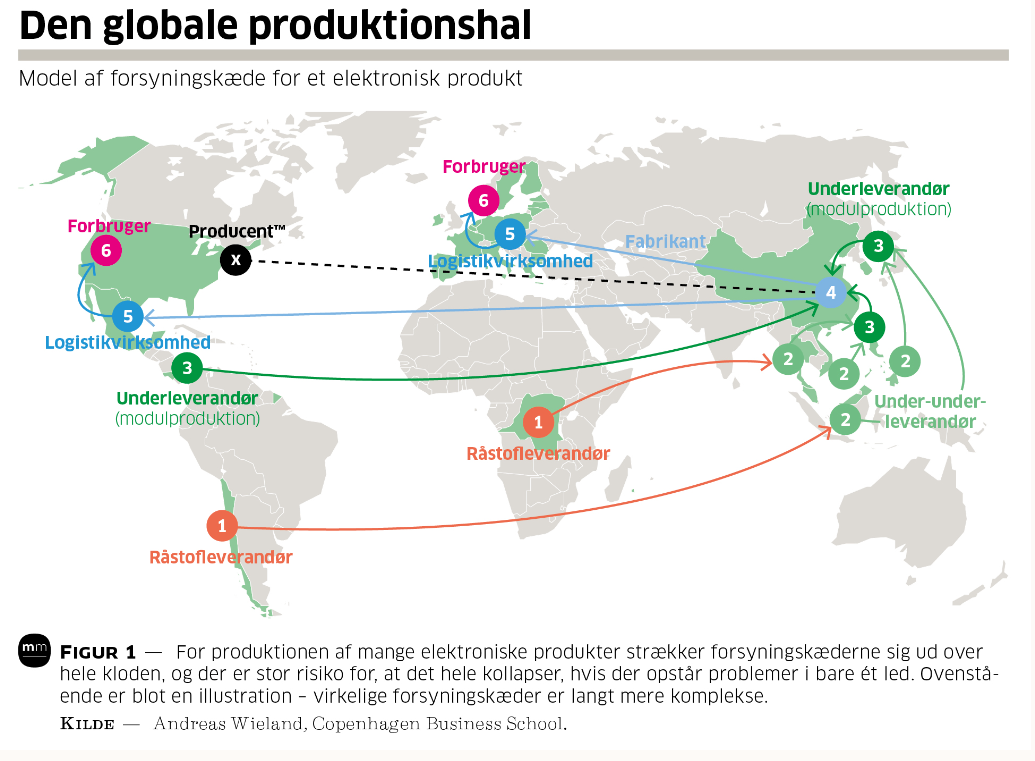 Den globale produktionshal
Model af forsyningskæde for et elektronisk produkt
Forbruger
6
Underleverandør
(modulproduktion)
3
Forbruger
6
Producent™
X
5
Logistikvirksomhed
Fabrikant
4
5
Logistikvirksomhed
3
Underleverandør
(modulproduktion)
3
2
2
2
Under-under-
leverandør
2
1
Råstofleverandør
1
Råstofleverandør
mm
FIGUR 1 — For produktionen af mange elektroniske produkter strækker forsyningskæderne sig ud over
hele kloden, og der er stor risiko for, at det hele kollapser, hvis der opstår problemer i bare ét led. Ovenstå-
ende er blot en illustration – virkelige forsyningskæder er langt mere komplekse.
KILDE — Andreas Wieland, Copenhagen Business School.